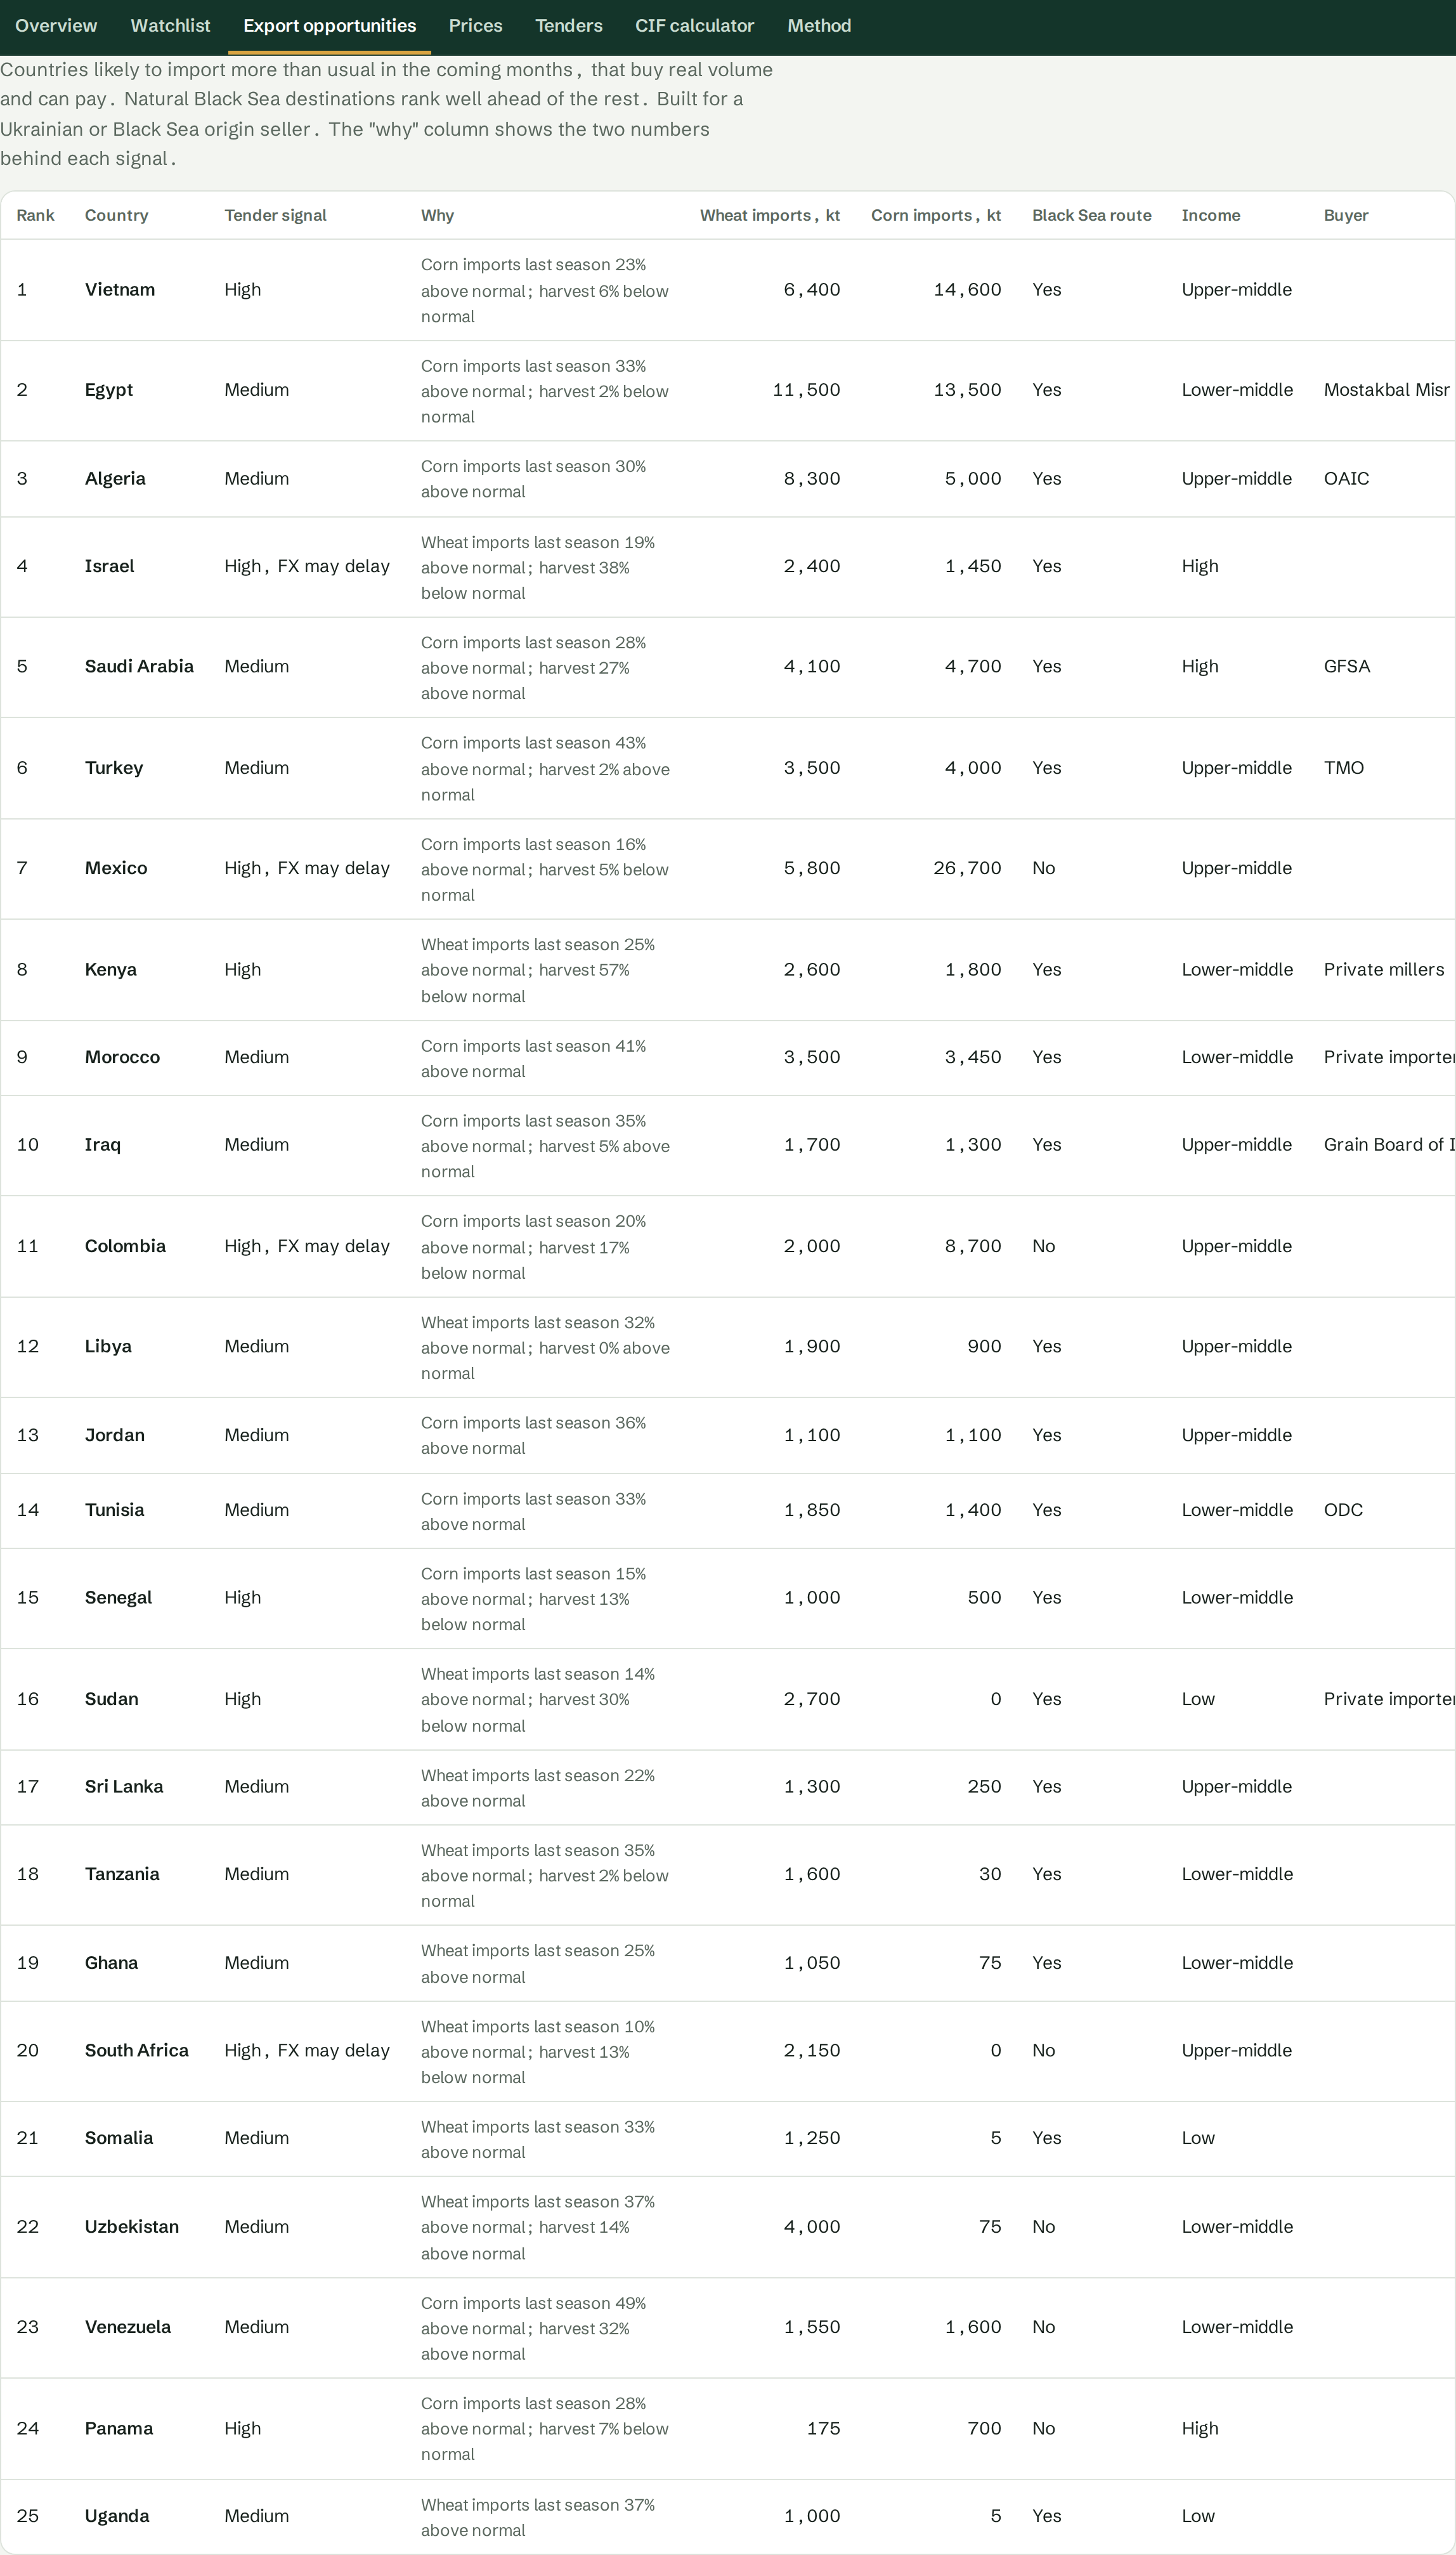 Overview Watchlist Export opportunities Prices Tenders CIF calculator Method
Countries likely to import more than usual in the coming months, that buy real volume
and can pay. Natural Black Sea destinations rank well ahead of the rest. Built for a
Ukrainian or Black Sea origin seller. The "why" column shows the two numbers
behind each signal.
Rank Country Tender signal Why Wheat imports, kt Corn imports, kt Black Sea route Income Buyer
Corn imports last season 23%
1 Vietnam High above normal; harvest 6% below 6,400 14,600 Yes Upper-middle
normal
Corn imports last season 33%
2 Egypt Medium above normal; harvest 2% below 11,500 13,500 Yes Lower-middle Mostakbal Misr
normal
Corn imports last season 30%
3 Algeria Medium 8,300 5,000 Yes Upper-middle OAIC
above normal
Wheat imports last season 19%
4 Israel High, FX may delay above normal; harvest 38% 2,400 1,450 Yes High
below normal
Corn imports last season 28%
5 Saudi Arabia Medium above normal; harvest 27% 4,100 4,700 Yes High GFSA
above normal
Corn imports last season 43%
6 Turkey Medium above normal; harvest 2% above 3,500 4,000 Yes Upper-middle TMO
normal
Corn imports last season 16%
7 Mexico High, FX may delay above normal; harvest 5% below 5,800 26,700 No Upper-middle
normal
Wheat imports last season 25%
8 Kenya High above normal; harvest 57% 2,600 1,800 Yes Lower-middle Private millers
below normal
Corn imports last season 41%
9 Morocco Medium 3,500 3,450 Yes Lower-middle Private
above normal
Corn imports last season 35%
10 Iraq Medium above normal; harvest 5% above 1,700 1,300 Yes Upper-middle Grain Board of
normal
Corn imports last season 20%
11 Colombia High, FX may delay above normal; harvest 17% 2,000 8,700 No Upper-middle
below normal
Wheat imports last season 32%
12 Libya Medium above normal; harvest 0% above 1,900 900 Yes Upper-middle
normal
Corn imports last season 36%
13 Jordan Medium 1,100 1,100 Yes Upper-middle
above normal
Corn imports last season 33%
14 Tunisia Medium 1,850 1,400 Yes Lower-middle ODC
above normal
Corn imports last season 15%
15 Senegal High above normal; harvest 13% 1,000 500 Yes Lower-middle
below normal
Wheat imports last season 14%
16 Sudan High above normal; harvest 30% 2,700 0 Yes Low Private
below normal
Wheat imports last season 22%
17 Sri Lanka Medium 1,300 250 Yes Upper-middle
above normal
Wheat imports last season 35%
18 Tanzania Medium above normal; harvest 2% below 1,600 30 Yes Lower-middle
normal
Wheat imports last season 25%
19 Ghana Medium 1,050 75 Yes Lower-middle
above normal
Wheat imports last season 10%
20 South Africa High, FX may delay above normal; harvest 13% 2,150 0 No Upper-middle
below normal
Wheat imports last season 33%
21 Somalia Medium 1,250 5 Yes Low
above normal
Wheat imports last season 37%
22 Uzbekistan Medium above normal; harvest 14% 4,000 75 No Lower-middle
above normal
Corn imports last season 49%
23 Venezuela Medium above normal; harvest 32% 1,550 1,600 No Lower-middle
above normal
Corn imports last season 28%
24 Panama High above normal; harvest 7% below 175 700 No High
normal
Wheat imports last season 37%
25 Uganda Medium 1,000 5 Yes Low
above normal